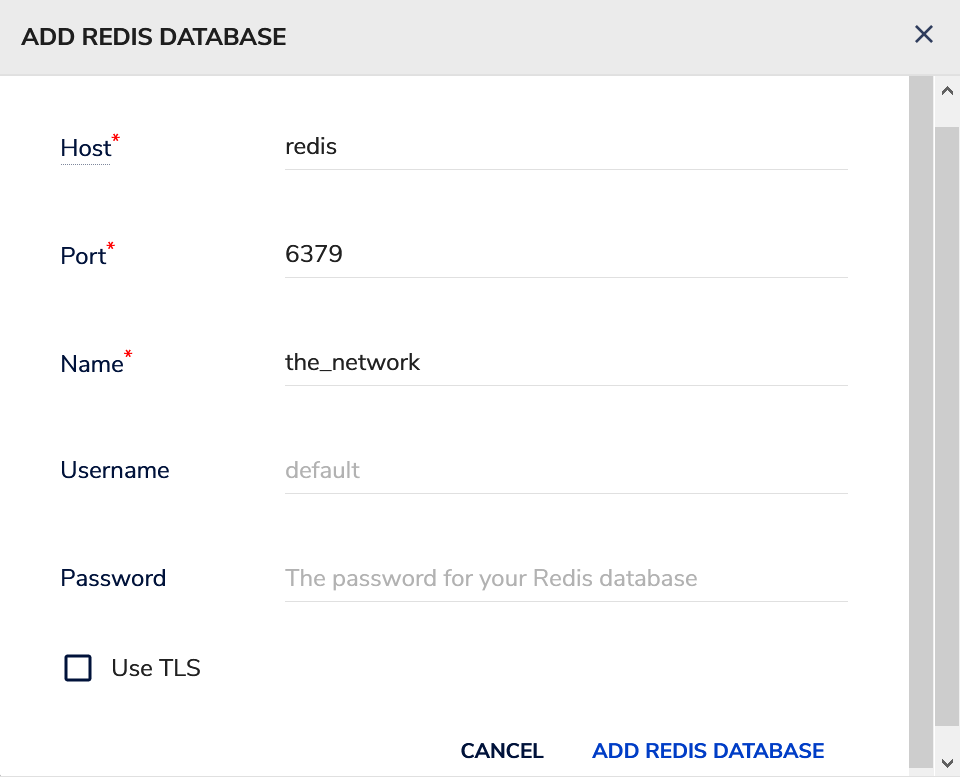 ADD REDIS DATABASE
Host* redis
Port* 6379
Name* the_network
Username default
Password The password for your Redis database
Use TLS
CANCEL ADD REDIS DATABASE